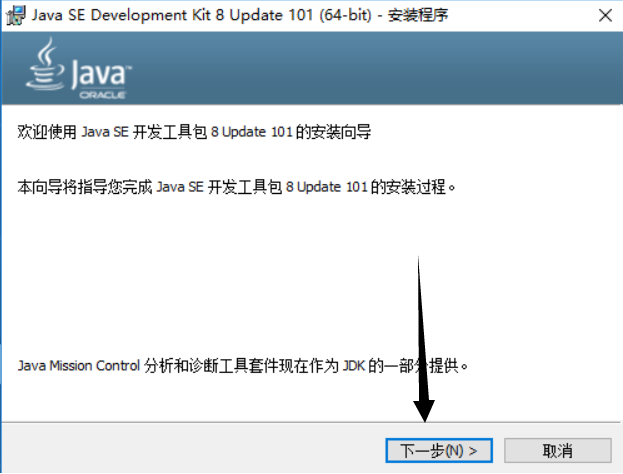 Java SE Development Kit 8 Update 101 (64-bit) - 安装程序
Java™
ORACLE
欢迎使用 Java SE 开发工具包 8 Update 101 的安装向导
本向导将指导您完成 Java SE 开发工具包 8 Update 101 的安装过程。
Java Mission Control 分析和诊断工具套件现在作为 JDK 的一部分提供。
下一步(N) > 取消